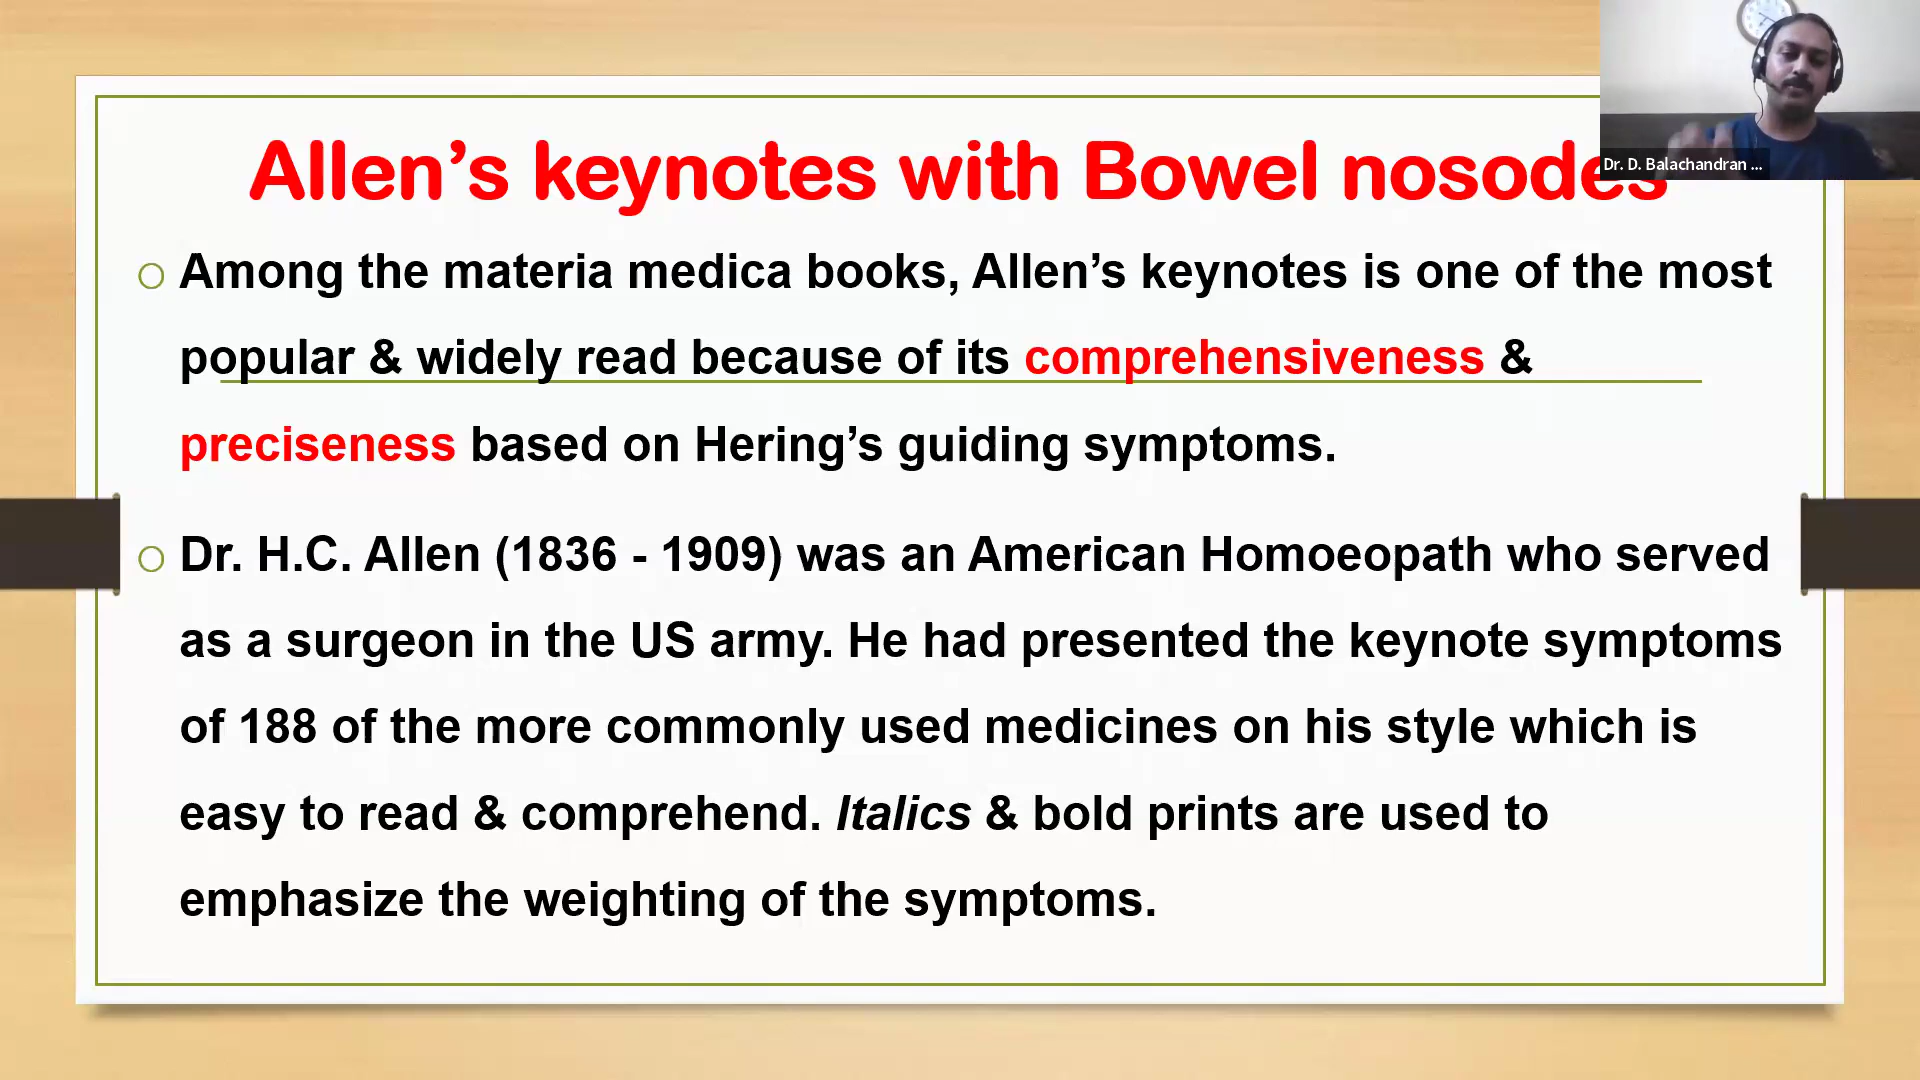 Allen’s keynotes with Bowel nosodes
Dr. D. Balachandran ...
Among the materia medica books, Allen’s keynotes is one of the most
popular & widely read because of its comprehensiveness &
preciseness based on Hering’s guiding symptoms.
Dr. H.C. Allen (1836 - 1909) was an American Homoeopath who served
as a surgeon in the US army. He had presented the keynote symptoms
of 188 of the more commonly used medicines on his style which is
easy to read & comprehend. Italics & bold prints are used to
emphasize the weighting of the symptoms.